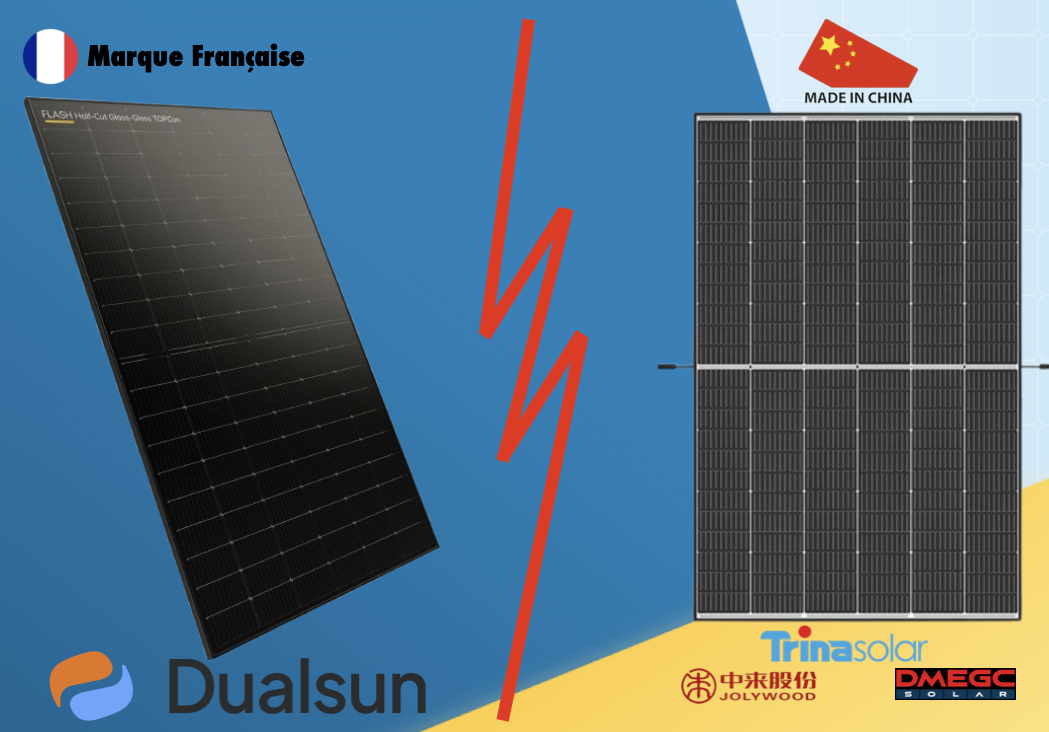 Marque Française
MADE IN CHINA
FLASH Half-Cut Glass-Glass TOPCon
Dualsun
Trinasolar
中来股份
JOLYWOOD
DMEGC
SOLAR